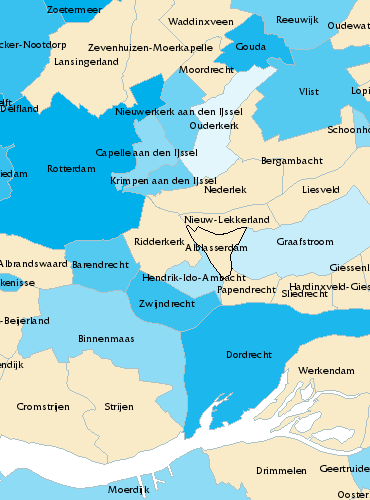 Zoetermeer
Waddinxveen
Reeuwijk
Oudewat
cker-Nootdorp
Zevenhuizen-Moerkapelle
Gouda
Lansingerland
Moordrecht
Vlist
Lopi
elft
Delfland
Nieuwerkerk aan den IJssel
Ouderkerk
Schoonho
Capelle aan den IJssel
Bergambacht
iedam
Rotterdam
Krimpen aan den IJssel
Nederlek
Liesveld
Nieuw-Lekkerland
Ridderkerk
Alblasserdam
Graafstroom
Albrandswaard
Barendrecht
Giessenl
kenisse
Hendrik-Ido-Ambacht
Papendrecht
Sliedrecht
Hardinxveld-Gies
Zwijndrecht
-Beijerland
Binnenmaas
Dordrecht
endijk
Werkendam
Cromstrijen
Strijen
Drimmelen
Geertruide
Moerdijk
Ooster